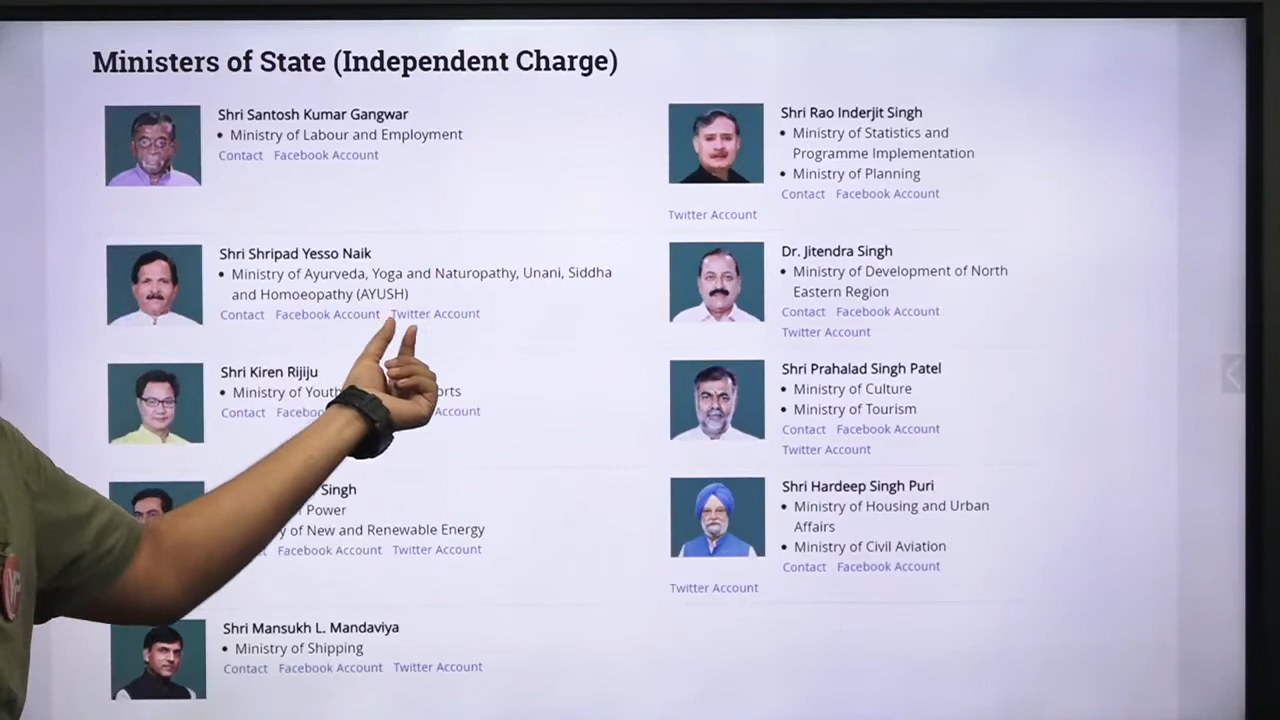 Ministers of State (Independent Charge)
Shri Santosh Kumar Gangwar
• Ministry of Labour and Employment
Contact Facebook Account
Shri Rao Inderjit Singh
• Ministry of Statistics and
Programme Implementation
• Ministry of Planning
Contact Facebook Account
Twitter Account
Shri Shripad Yesso Naik
• Ministry of Ayurveda, Yoga and Naturopathy, Unani, Siddha
and Homoeopathy (AYUSH)
Contact Facebook Account Twitter Account
Dr. Jitendra Singh
• Ministry of Development of North
Eastern Region
Contact Facebook Account
Twitter Account
Shri Kiren Rijiju
• Ministry of
Contact Account
Shri Prahalad Singh Patel
• Ministry of Culture
• Ministry of Tourism
Contact Facebook Account
Twitter Account
Singh
Power
of New and Renewable Energy
Facebook Account Twitter Account
Shri Hardeep Singh Puri
• Ministry of Housing and Urban
Affairs
• Ministry of Civil Aviation
Contact Facebook Account
Twitter Account
Shri Mansukh L. Mandaviya
• Ministry of Shipping
Contact Facebook Account Twitter Account